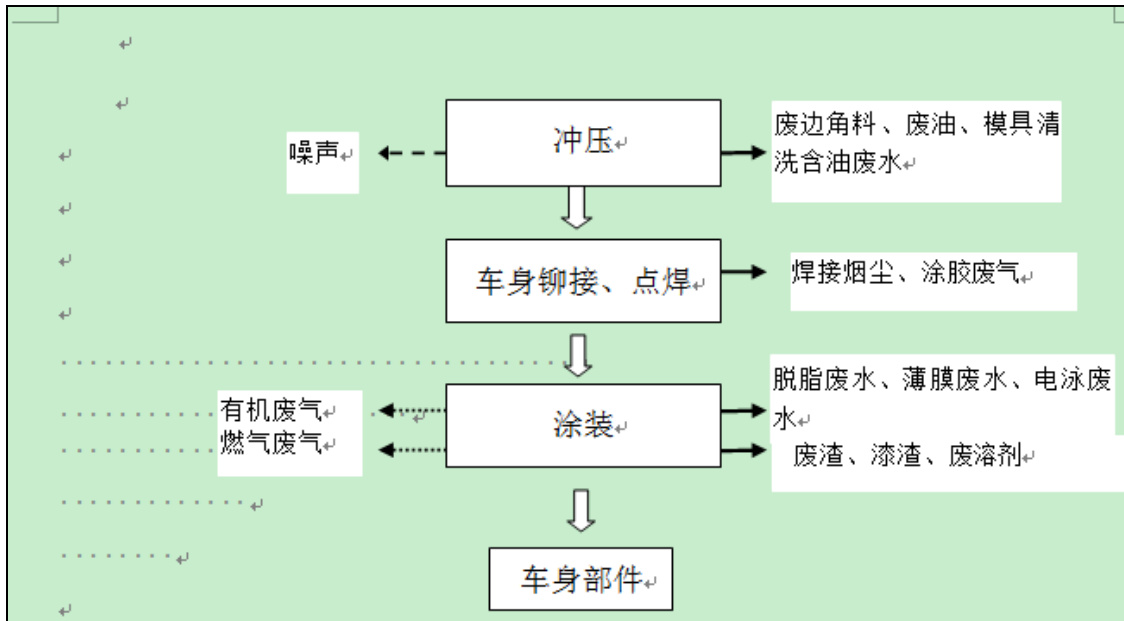 冲压
噪声
废边角料、废油、模具清
洗含油废水
车身铆接、点焊
焊接烟尘、涂胶废气
涂装
有机废气
燃气废气
脱脂废水、薄膜废水、电泳废
水
废渣、漆渣、废溶剂
车身部件